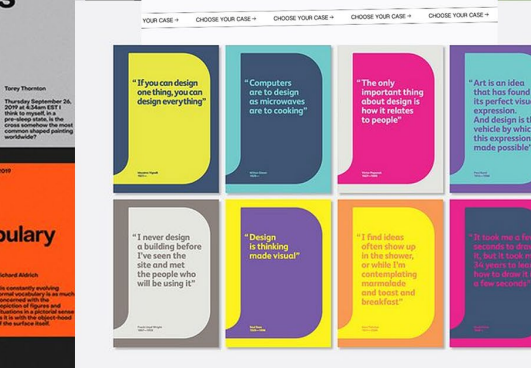 s
Torey Thornton
Thursday September 26,
2019 at 4:34am EST I
think to myself, in a
pre-sleep state, is the
cross somehow the most
common shaped painting
worldwide?
2019
bulary
Richard Aldrich
is constantly evolving
formal vocabulary is as much
concerned with the
depiction of figures and
situations in a pictorial sense
as it is with the object-hood
of the surface itself.
YOUR CASE → CHOOSE YOUR CASE → CHOOSE YOUR CASE → CHOOSE YOUR CASE → CHOOSE YOUR CASE →
“If you can design
one thing, you can
design everything”
“Computers
are to design
as microwaves
are to cooking”
“The only
important thing
about design is
how it relates
to people”
“Art is an idea
that has found
its perfect visu
expression.
And design is th
vehicle by whic
this expression
made possible”
“I never design
a building before
I’ve seen the
site and met
the people who
will be using it”
“Design
is thinking
made visual”
“I find ideas
often show up
in the shower,
or while I’m
contemplating
marmalade
and toast and
breakfast”
“It took me a fe
seconds to dra
it, but it took m
34 years to lea
how to draw it
a few seconds”